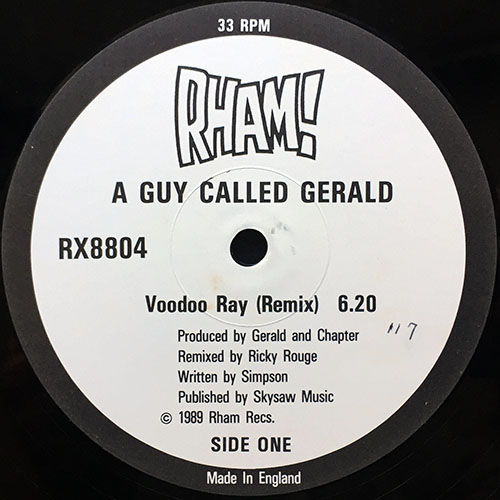 33 RPM
RHAM!
A GUY CALLED GERALD
RX8804
Voodoo Ray (Remix) 6.20
Produced by Gerald and Chapter
117
Remixed by Ricky Rouge
Written by Simpson
Published by Skysaw Music
© 1989 Rham Recs.
SIDE ONE
Made In England